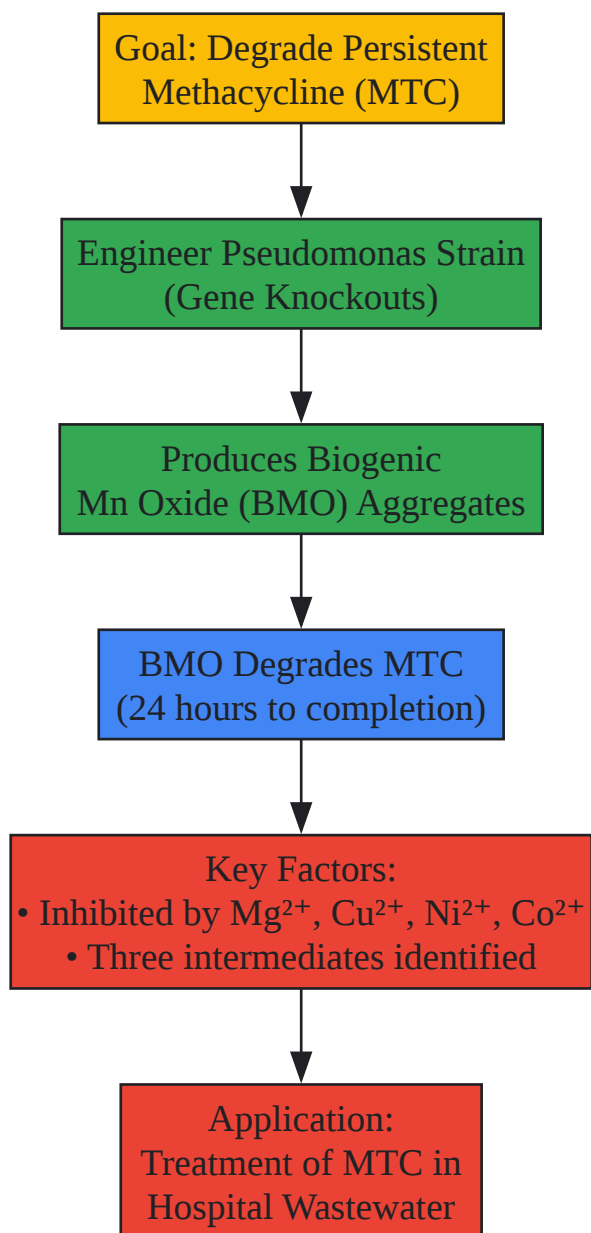 Goal: Degrade Persistent
Methacycline (MTC)
Engineer Pseudomonas Strain
(Gene Knockouts)
Produces Biogenic
Mn Oxide (BMO) Aggregates
BMO Degrades MTC
(24 hours to completion)
Key Factors:
• Inhibited by Mg²⁺, Cu²⁺, Ni²⁺, Co²⁺
• Three intermediates identified
Application:
Treatment of MTC in
Hospital Wastewater